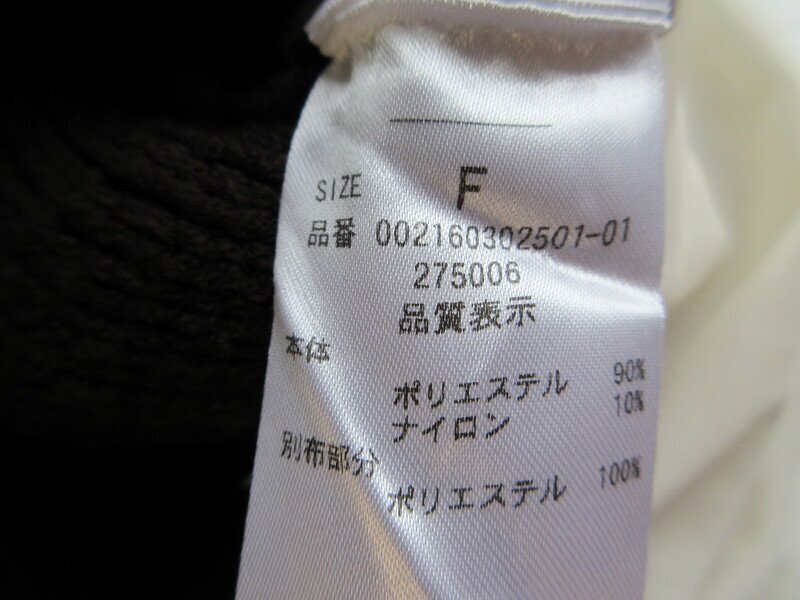 SIZE F
品番 002160302501-01
275006
品質表示
本体
ポリエステル 90%
ナイロン 10%
別布部分
ポリエステル 100%